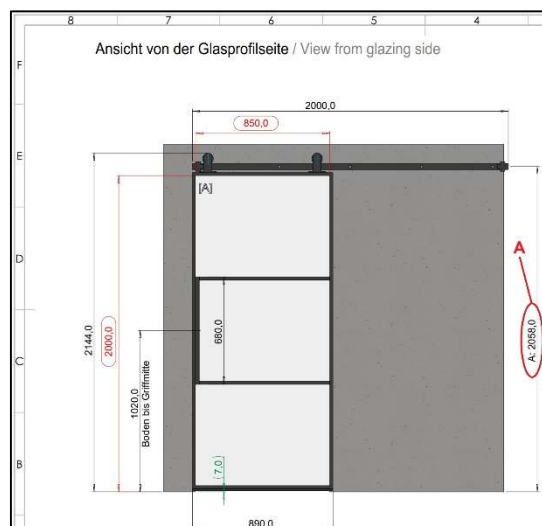 8 7 6 5 4
Ansicht von der Glasprofilseite / View from glazing side
F
2000,0
850,0
E
[A]
D
A
2144,0
2000,0
680,0
A: 2058,0
C
1020,0
Boden bis Griffmitte
(7,0)
B
890,0